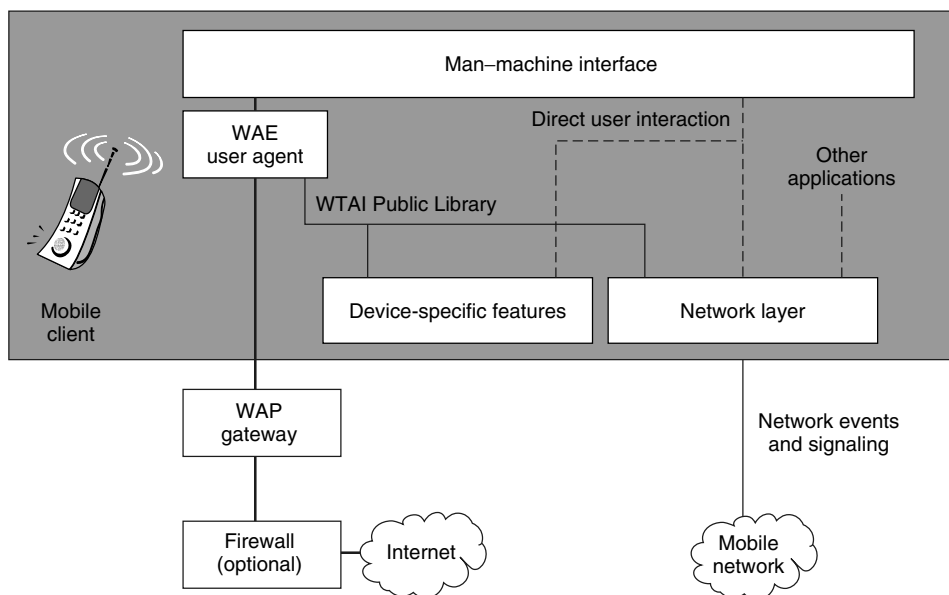 Man–machine interface
WAE
user agent
Direct user interaction
Other
applications
WTAI Public Library
Mobile
client
Device-specific features
Network layer
WAP
gateway
Network events
and signaling
Firewall
(optional)
Internet
Mobile
network